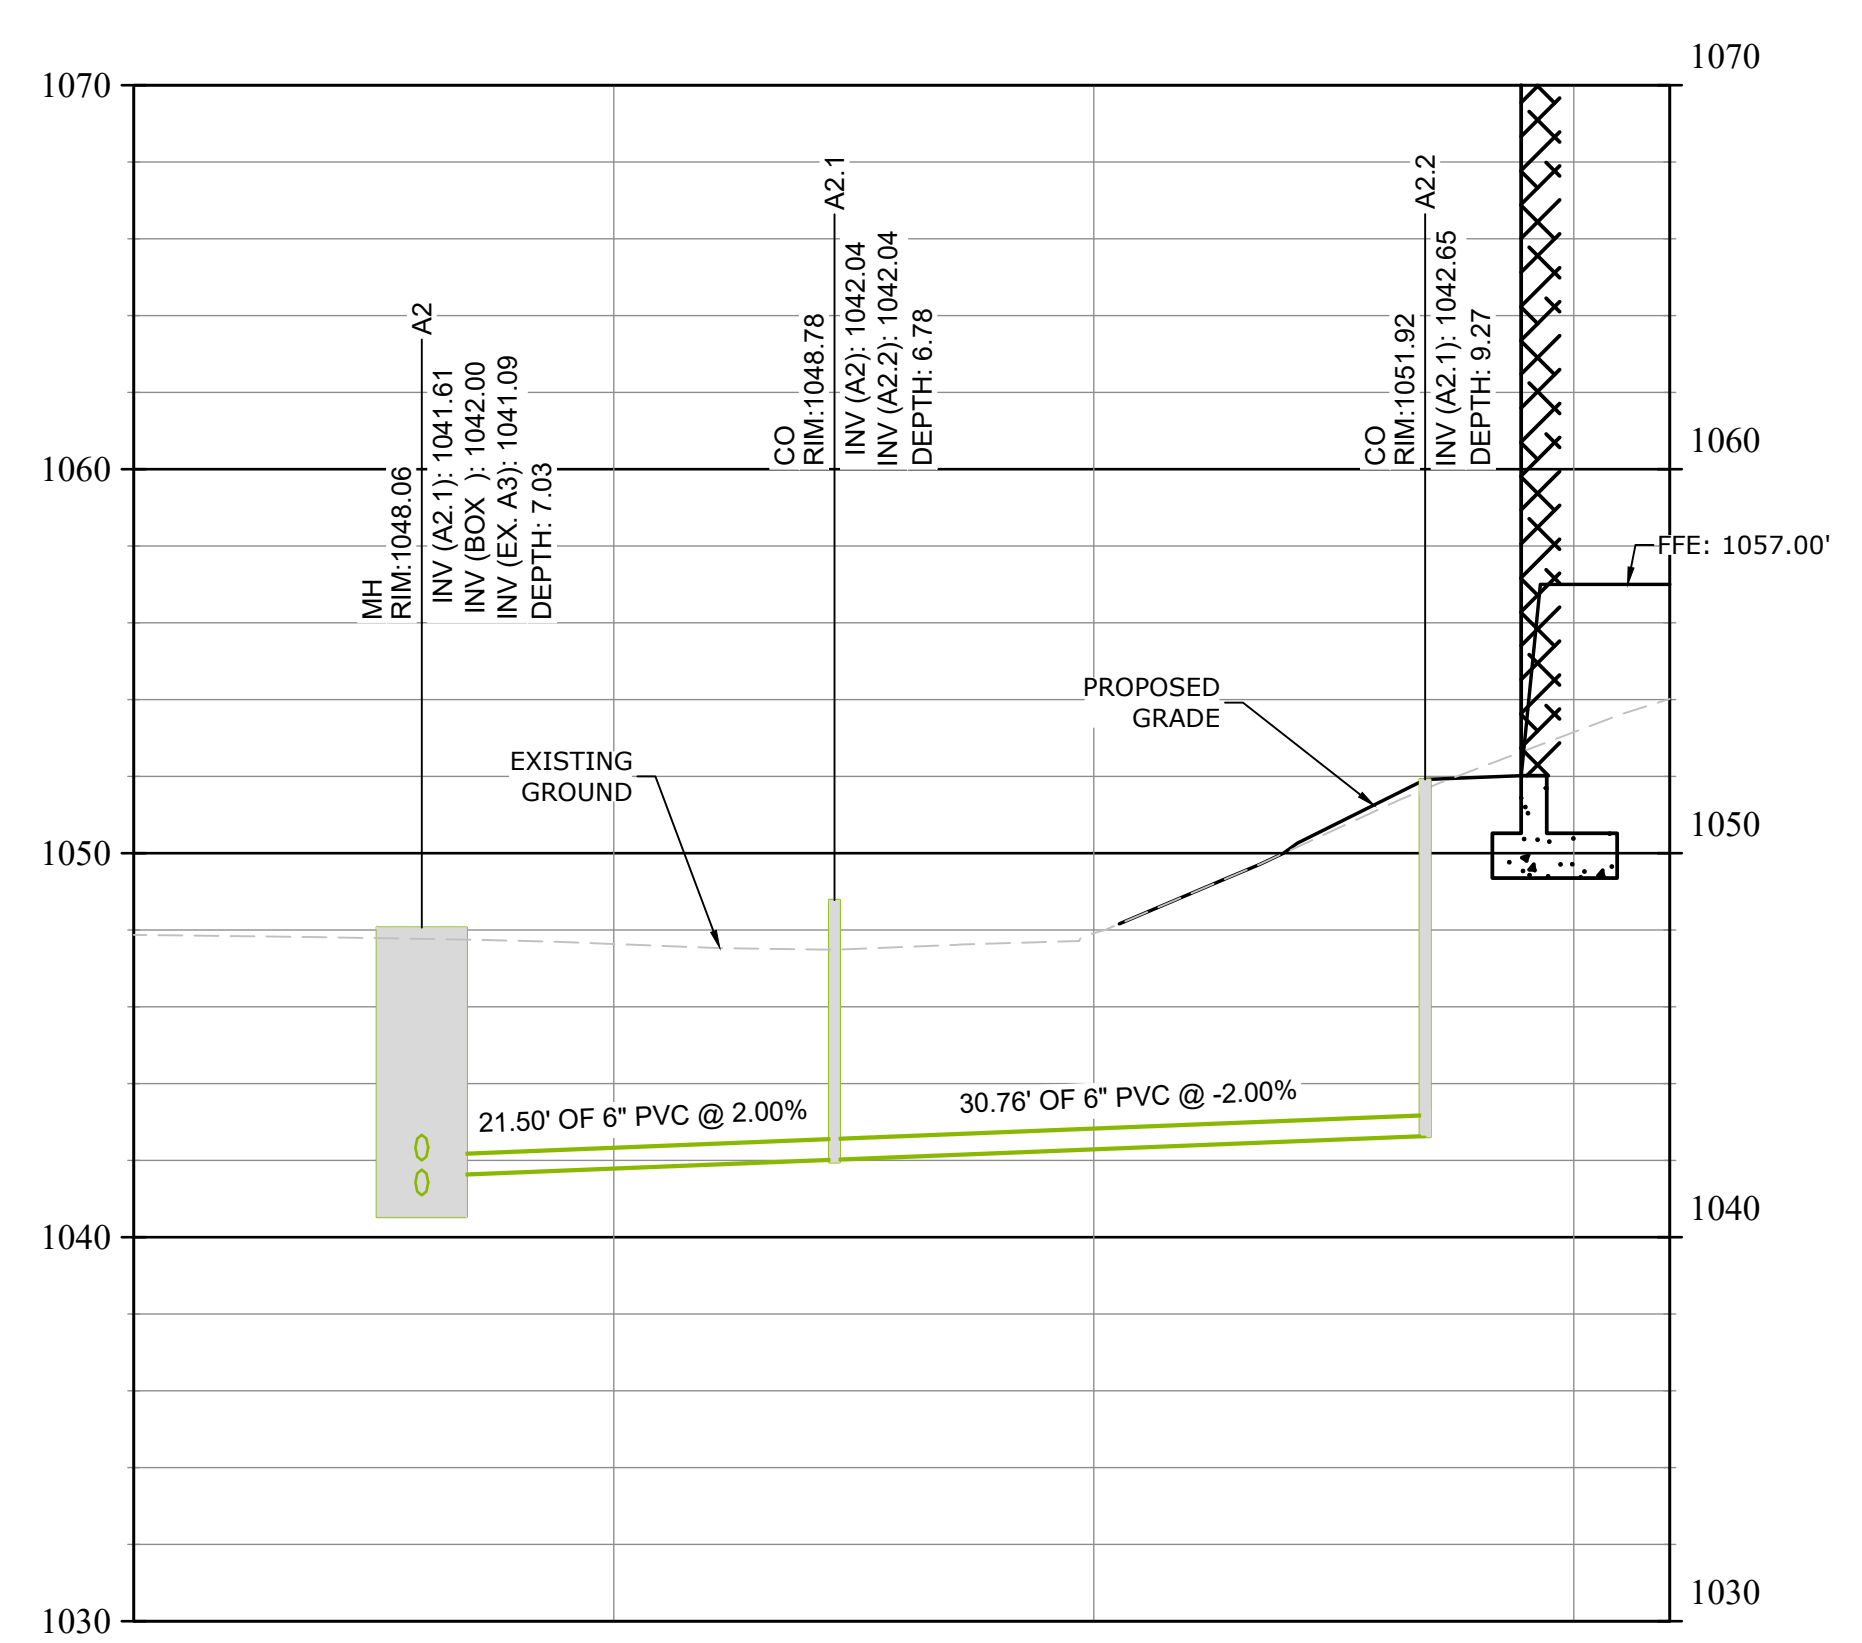 1070
1070
A2.1
A2.2
A2
CO
RIM:1048.78
INV (A2): 1042.04
INV (A2.2): 1042.04
DEPTH: 6.78
CO
RIM:1051.92
INV (A2.1): 1042.65
DEPTH: 9.27
MH
RIM:1048.06
INV (A2.1): 1041.61
INV (BOX  ): 1042.00
INV (EX. A3): 1041.09
DEPTH: 7.03
1060
1060
FFE: 1057.00'
PROPOSED
GRADE
EXISTING
GROUND
1050
1050
21.50' OF 6" PVC @ 2.00%
30.76' OF 6" PVC @ -2.00%
1040
1040
1030
1030